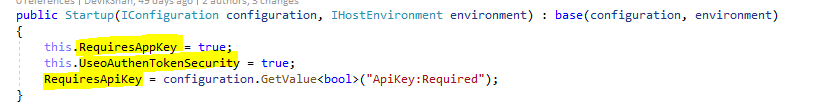 0 references | Devikshan, 49 days ago | 2 authors, 3 changes
public Startup(IConfiguration configuration, IHostEnvironment environment) : base(configuration, environment)
{
this.RequiresAppKey = true;
this.UseoAuthenTokenSecurity = true;
RequiresApiKey = configuration.GetValue<bool>("ApiKey:Required");
}